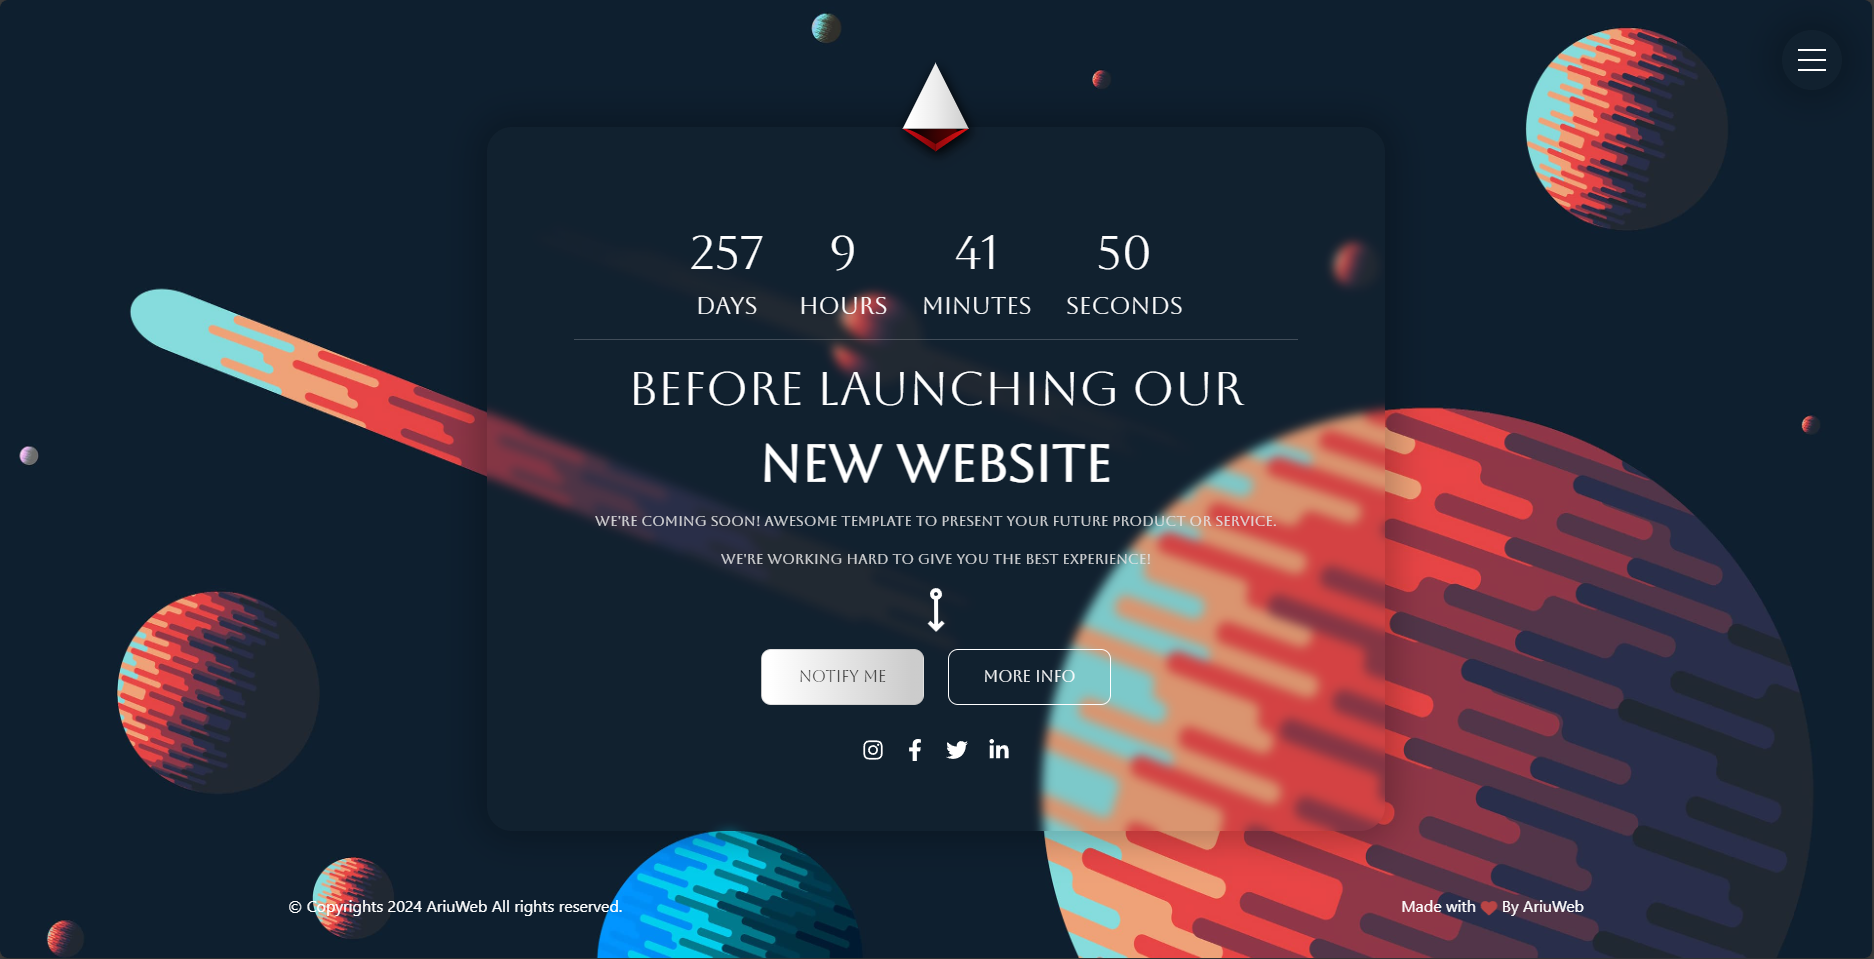 257 9 41 50
DAYS HOURS MINUTES SECONDS
BEFORE LAUNCHING OUR
NEW WEBSITE
WE'RE COMING SOON! AWESOME TEMPLATE TO PRESENT YOUR FUTURE PRODUCT OR SERVICE.
WE'RE WORKING HARD TO GIVE YOU THE BEST EXPERIENCE!
NOTIFY ME MORE INFO
© Copyrights 2024 AriuWeb All rights reserved. Made with ❤ By AriuWeb